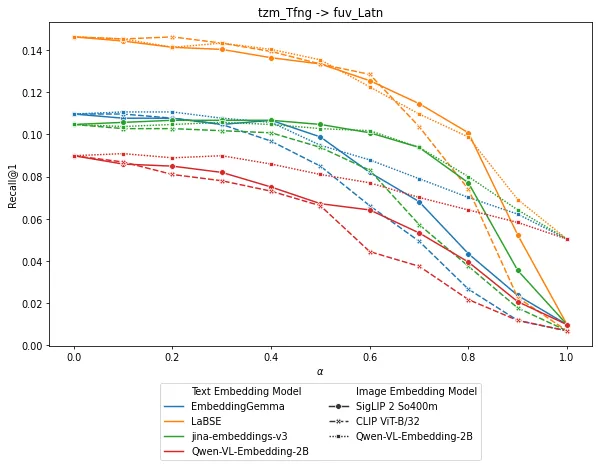 tzm_Tfng -> fuv_Latn
Recall@1
0.14
0.12
0.10
0.08
0.06
0.04
0.02
0.00
0.0 0.2 0.4 0.6 0.8 1.0
α
Text Embedding Model Image Embedding Model
EmbeddingGemma SigLIP 2 So400m
LaBSE CLIP ViT-B/32
jina-embeddings-v3 Qwen-VL-Embedding-2B
Qwen-VL-Embedding-2B